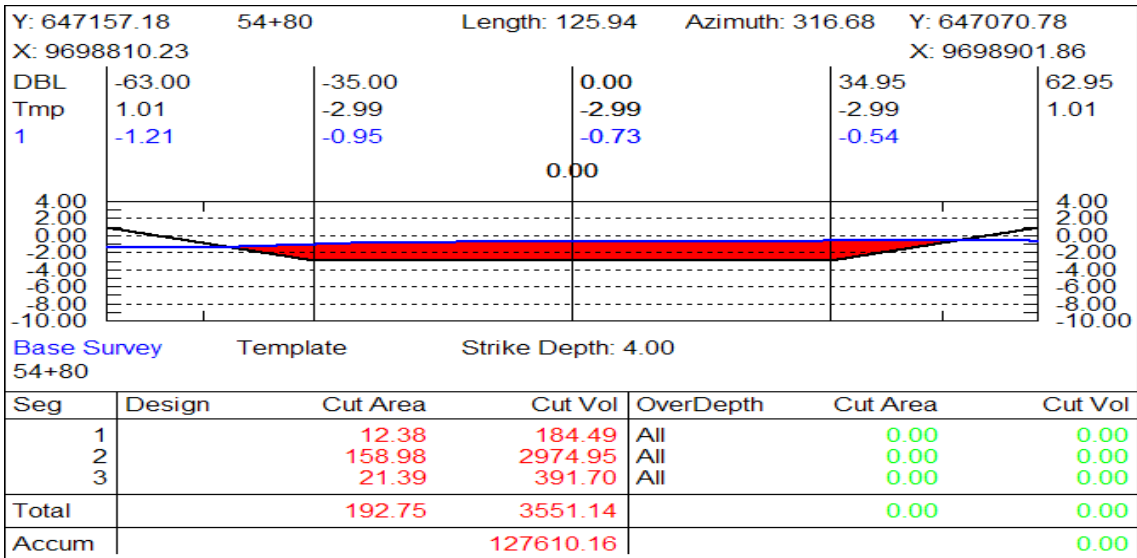 Y: 647157.18 54+80 Length: 125.94 Azimuth: 316.68 Y: 647070.78
X: 9698810.23 X: 9698901.86
DBL -63.00 -35.00 0.00 34.95 62.95
Tmp 1.01 -2.99 -2.99 -2.99 1.01
1 -1.21 -0.95 -0.73 -0.54
0.00
4.00 4.00
2.00 2.00
0.00 0.00
-2.00 -2.00
-4.00 -4.00
-6.00 -6.00
-8.00 -8.00
-10.00 -10.00
Base Survey Template Strike Depth: 4.00
54+80
Seg Design Cut Area Cut Vol OverDepth Cut Area Cut Vol
1 12.38 184.49 All 0.00 0.00
2 158.98 2974.95 All 0.00 0.00
3 21.39 391.70 All 0.00 0.00
Total 192.75 3551.14 0.00 0.00
Accum 127610.16 0.00